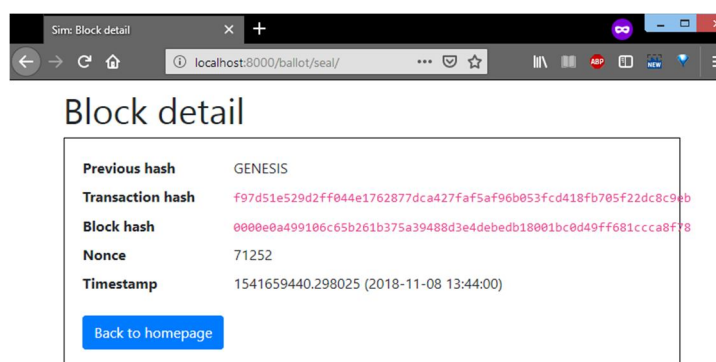 Sim: Block detail
localhost:8000/ballot/seal/
ABP
NEW
Block detail
Previous hash GENESIS
Transaction hash f97d51e529d2ff044e1762877dca427faf5af96b053fcd418fb705f22dc8c9eb
Block hash 0000e0a499106c65b261b375a39488d3e4debedb18001bc0d49ff681ccca8f78
Nonce 71252
Timestamp 1541659440.298025 (2018-11-08 13:44:00)
Back to homepage